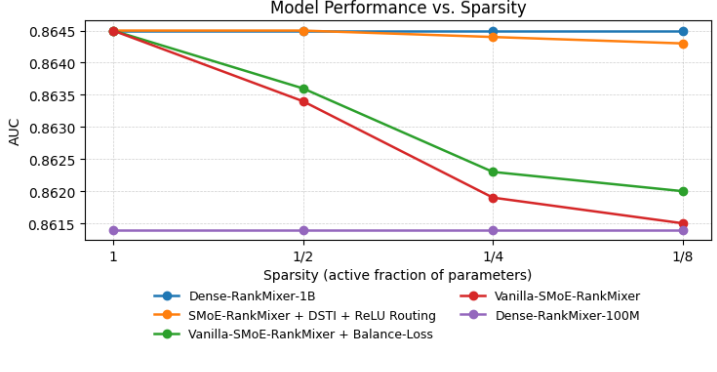 Model Performance vs. Sparsity
0.8645
0.8640
0.8635
0.8630
0.8625
0.8620
0.8615
AUC
1
1/2
1/4
1/8
Sparsity (active fraction of parameters)
Dense-RankMixer-1B
SMoE-RankMixer + DSTI + ReLU Routing
Vanilla-SMoE-RankMixer + Balance-Loss
Vanilla-SMoE-RankMixer
Dense-RankMixer-100M